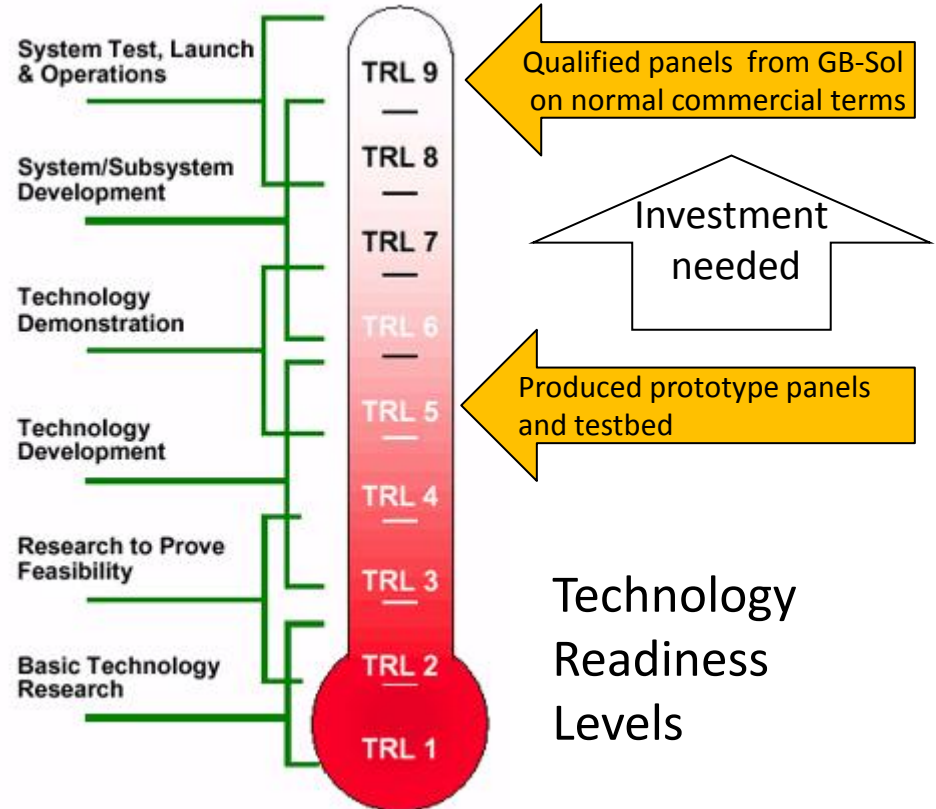 System Test, Launch
& Operations
System/Subsystem
Development
Technology
Demonstration
Technology
Development
Research to Prove
Feasibility
Basic Technology
Research
TRL 9
TRL 8
TRL 7
TRL 6
TRL 5
TRL 4
TRL 3
TRL 2
TRL 1
Qualified panels from GB-Sol
on normal commercial terms
Investment
needed
Produced prototype panels
and testbed
Technology
Readiness
Levels